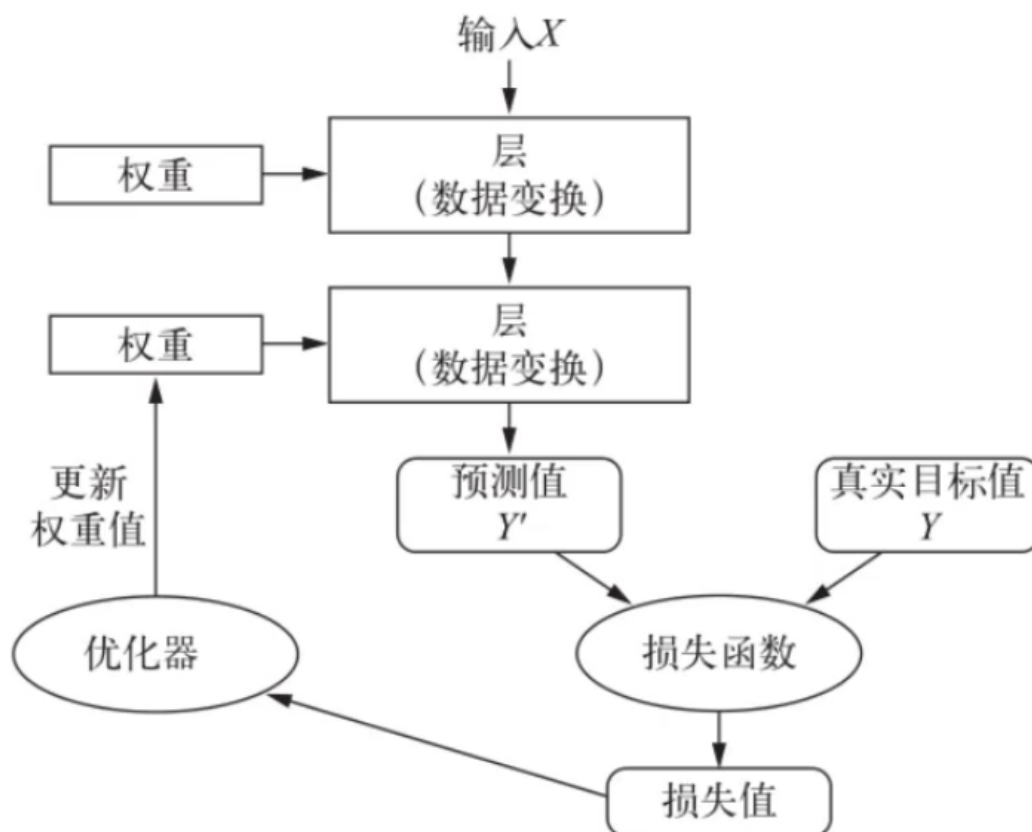 输入X
权重
层
(数据变换)
权重
层
(数据变换)
更新
权重值
预测值
Y′
真实目标值
Y
优化器
损失函数
损失值